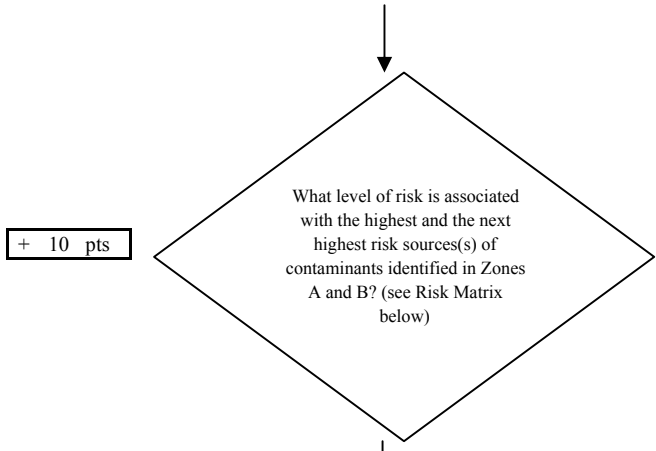 What level of risk is associated
with the highest and the next
highest risk sources(s) of
contaminants identified in Zones
A and B? (see Risk Matrix
below)
+ 10 pts